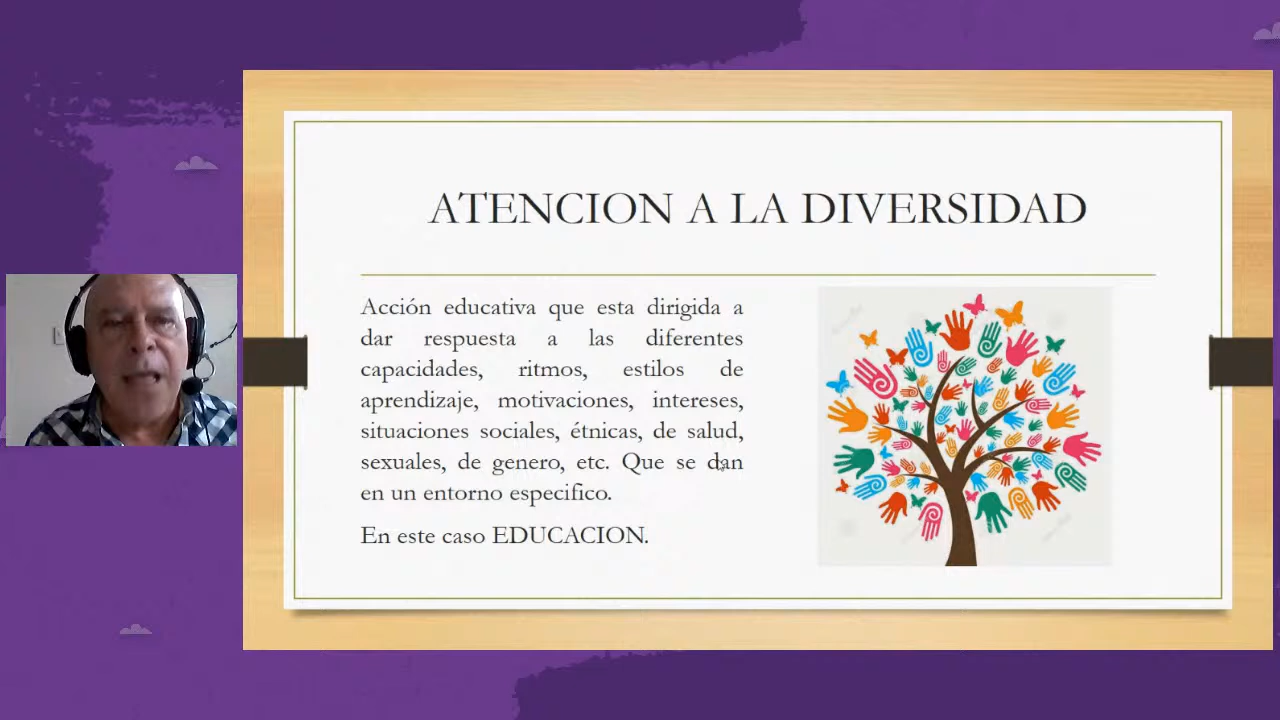 ATENCION A LA DIVERSIDAD
Acción educativa que esta dirigida a
dar respuesta a las diferentes
capacidades, ritmos, estilos de
aprendizaje, motivaciones, intereses,
situaciones sociales, étnicas, de salud,
sexuales, de genero, etc. Que se dan
en un entorno especifico.
En este caso EDUCACION.